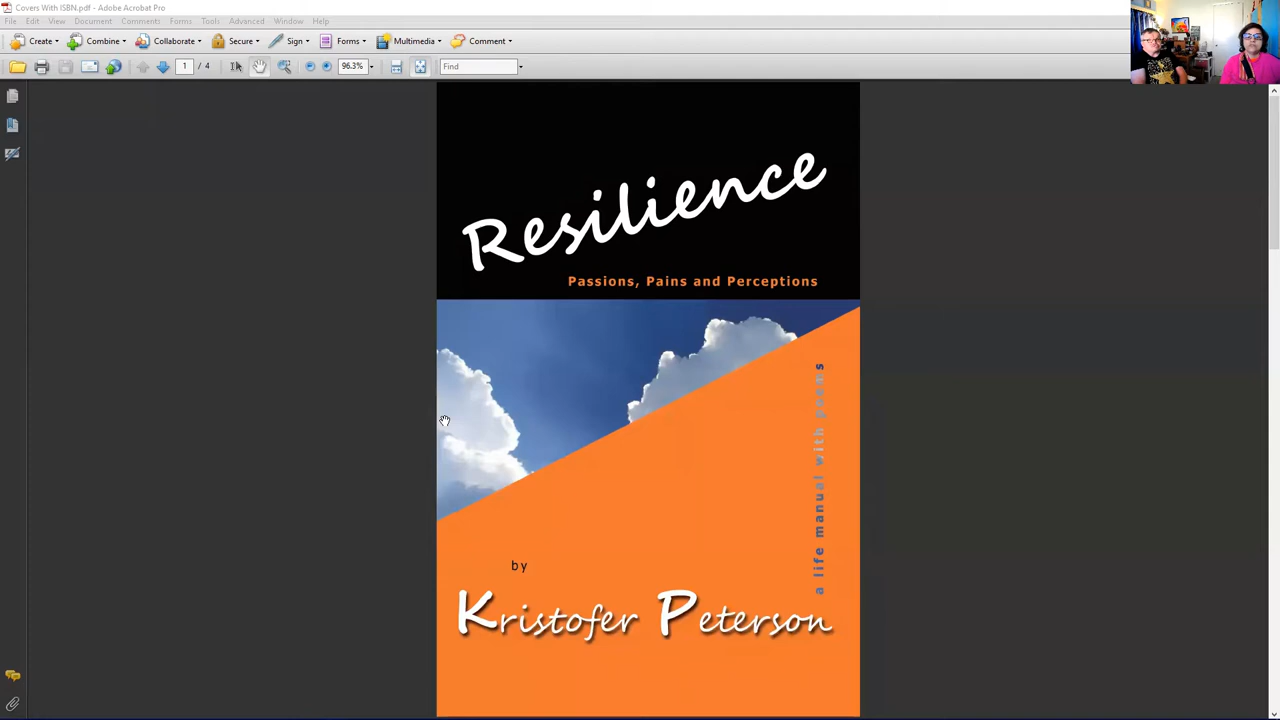 Covers With ISBN.pdf - Adobe Acrobat Pro
File Edit View Document Comments Forms Tools Advanced Window Help
Create Combine Collaborate Secure Sign Forms Multimedia Comment
1 / 4 96.3% Find
Resilience
Passions, Pains and Perceptions
a life manual with poems
by
Kristofer Peterson